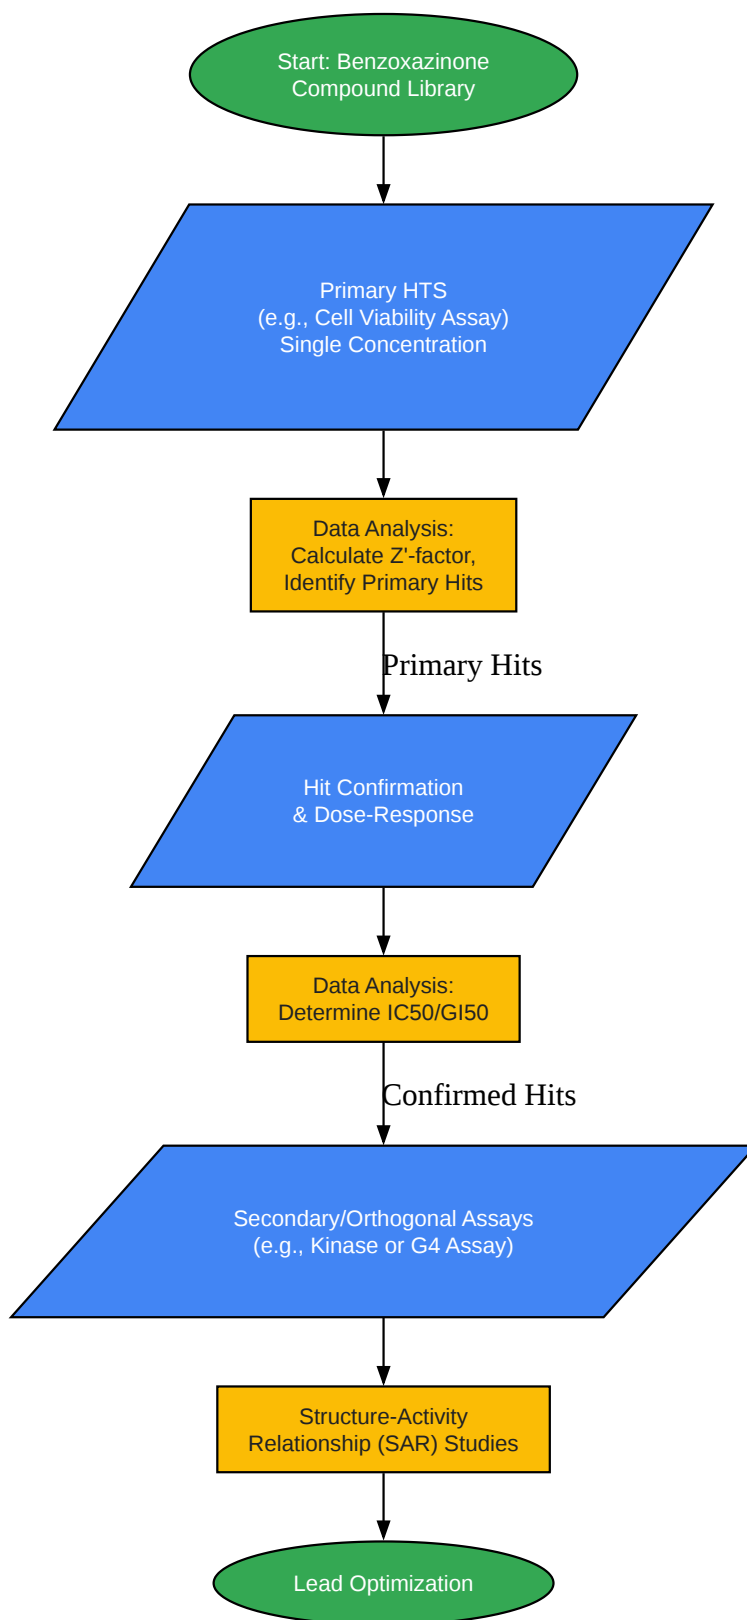 Start: Benzoxazinone
Compound Library
Primary HTS
(e.g., Cell Viability Assay)
Single Concentration
Data Analysis:
Calculate Z'-factor,
Identify Primary Hits
Primary Hits
Hit Confirmation
& Dose-Response
Data Analysis:
Determine IC50/GI50
Confirmed Hits
Secondary/Orthogonal Assays
(e.g., Kinase or G4 Assay)
Structure-Activity
Relationship (SAR) Studies
Lead Optimization